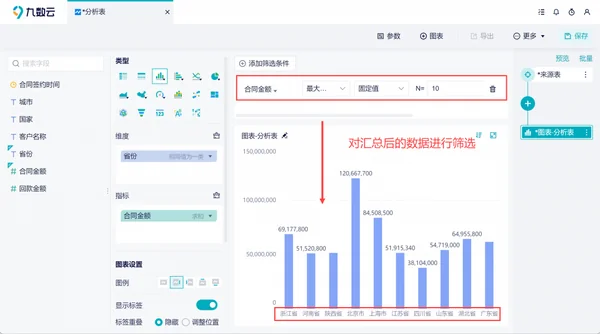 九数云
*分析表
参数
图表
导出
更多
保存
搜索字段
合同签约时间
城市
国家
客户名称
省份
合同金额
回款金额
类型
维度
省份
相同值为一类
指标
合同金额
求和
图表设置
图例
显示标签
标签重叠
隐藏
调整位置
添加筛选条件
合同金额
最大...
固定值
N=
10
图表-分析表
对汇总后的数据进行筛选
150,000,000
100,000,000
50,000,000
0
69,177,800
51,520,800
120,667,700
84,508,500
51,915,340
38,104,000
54,719,000
64,955,800
浙江省
河南省
陕西省
北京市
上海市
江苏省
四川省
山东省
湖北省
广东省
预览
批量
*来源表
*图表-分析表